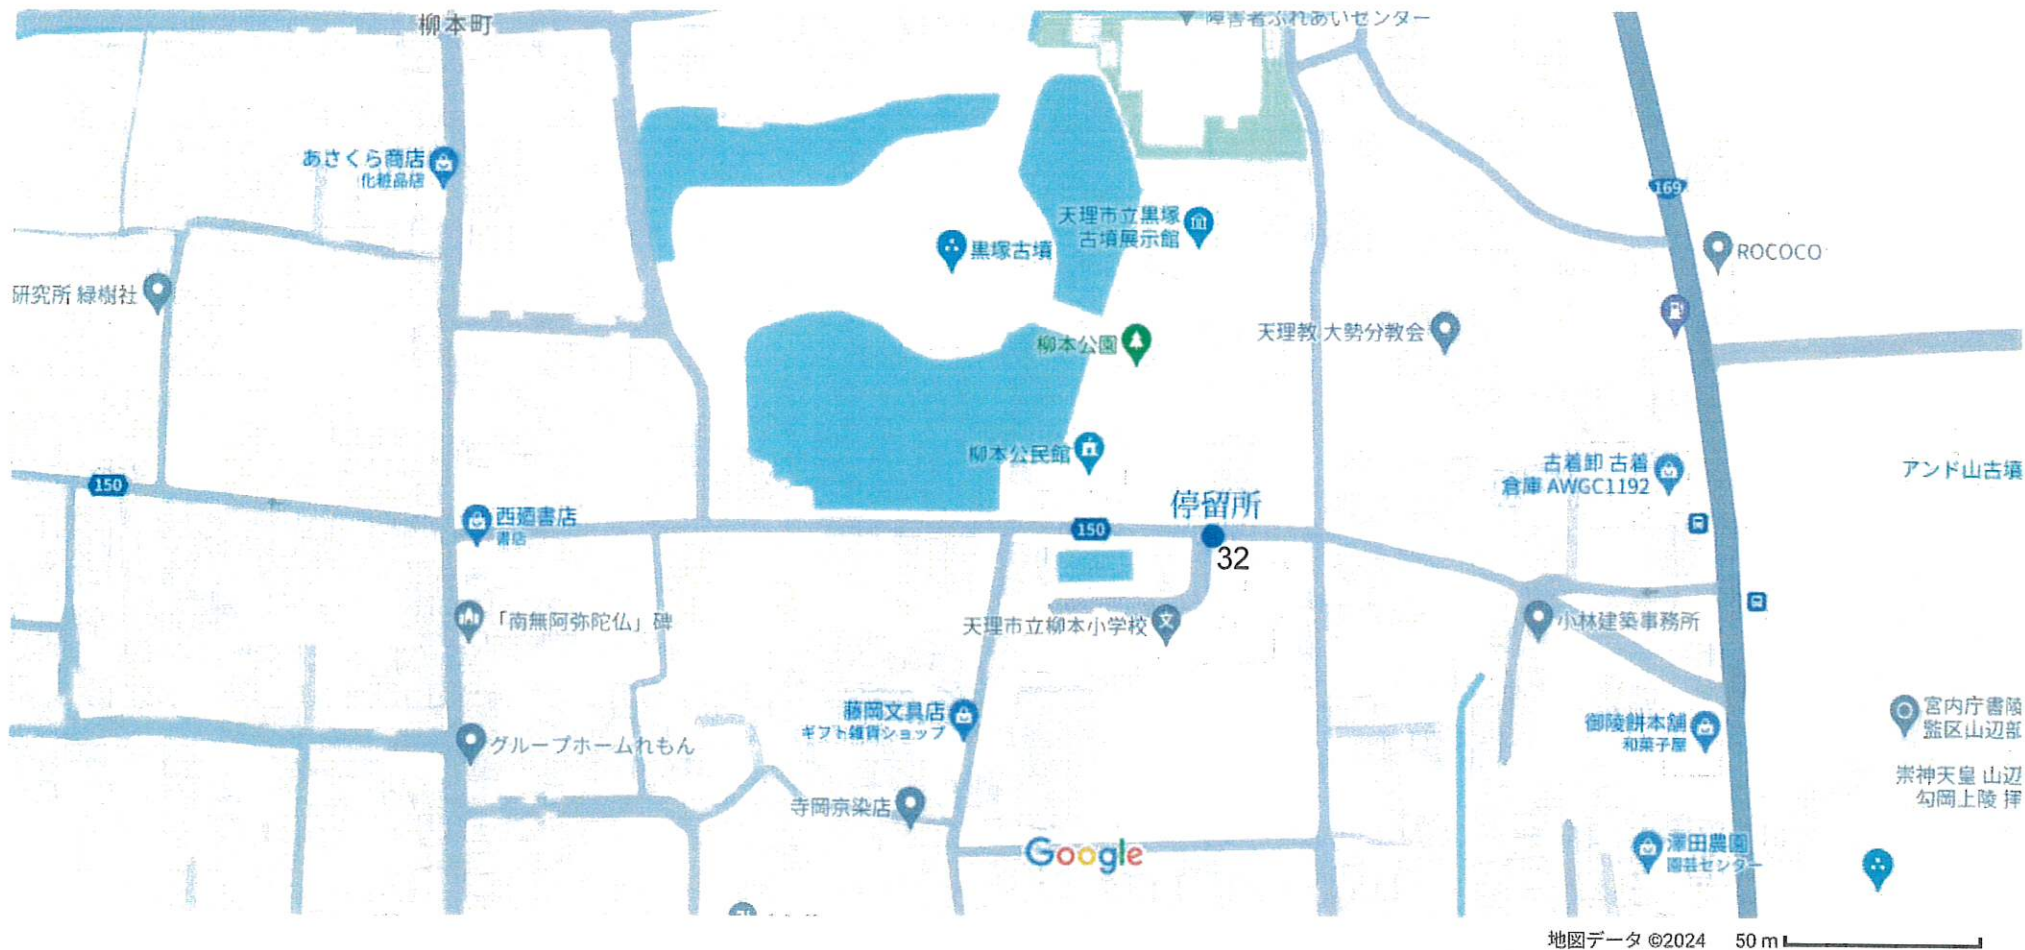 柳本町
障害者ふれあいセンター
169
あさくら商店
化粧品店
天理市立黒塚
古墳展示館
黒塚古墳
ROCOCO
研究所 緑樹社
天理教 大勢分教会
柳本公園
柳本公民館
古着卸 古着
倉庫 AWGC1192
アンド山古墳
150
西廼書店
書店
停留所
150
32
「南無阿弥陀仏」碑
天理市立柳本小学校
文
小林建築事務所
藤岡文具店
ギフト雑貨ショップ
御陵餅本舗
和菓子屋
宮内庁書陵
監区山辺部
グループホームれもん
崇神天皇 山辺
勾岡上陵 拝
寺岡京染店
Google
澤田農園
園芸センター
地図データ ©2024 50 m